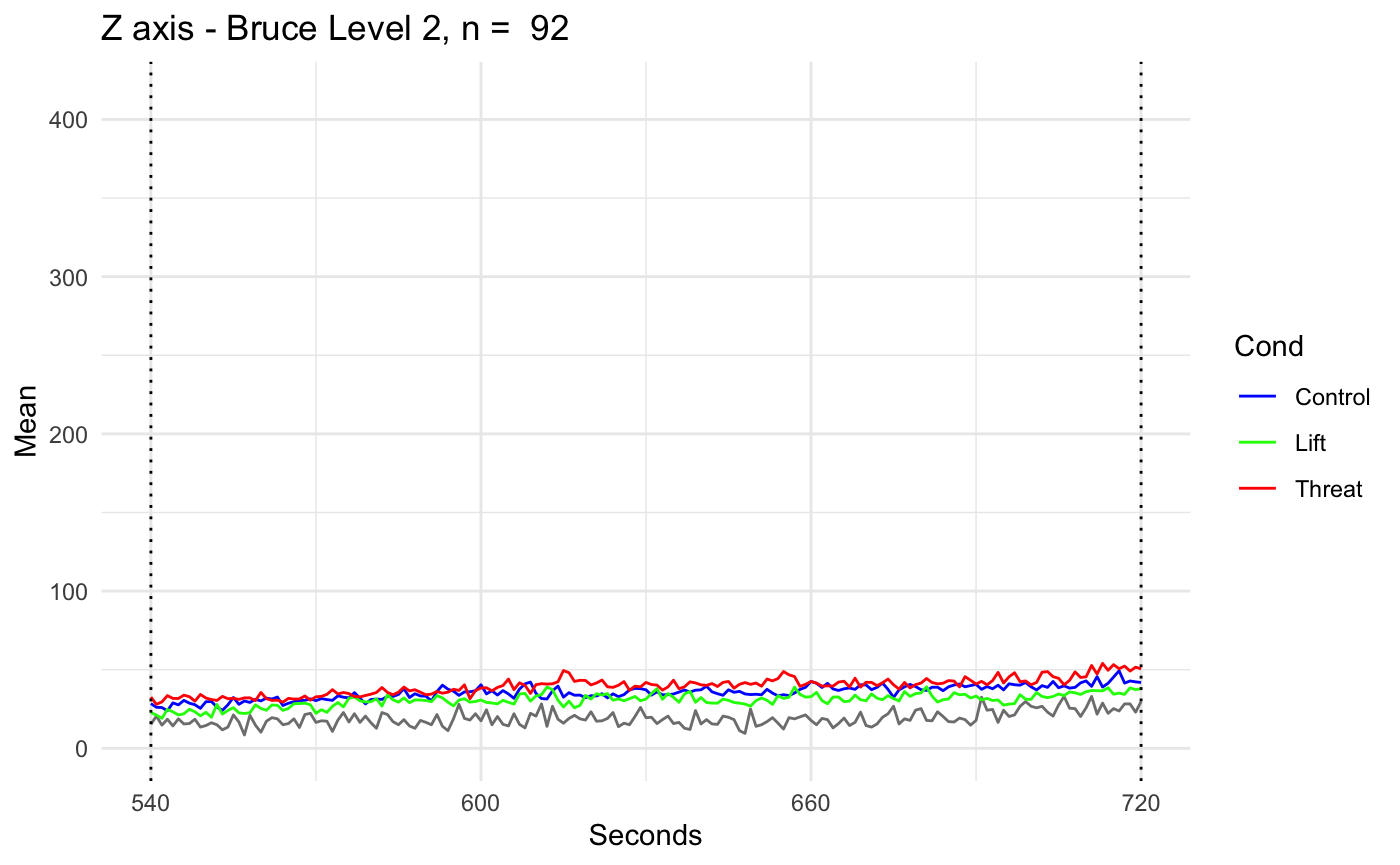 Z axis - Bruce Level 2, n =  92
400
300
200
100
0
Mean
540
600
660
720
Seconds
Cond
Control
Lift
Threat